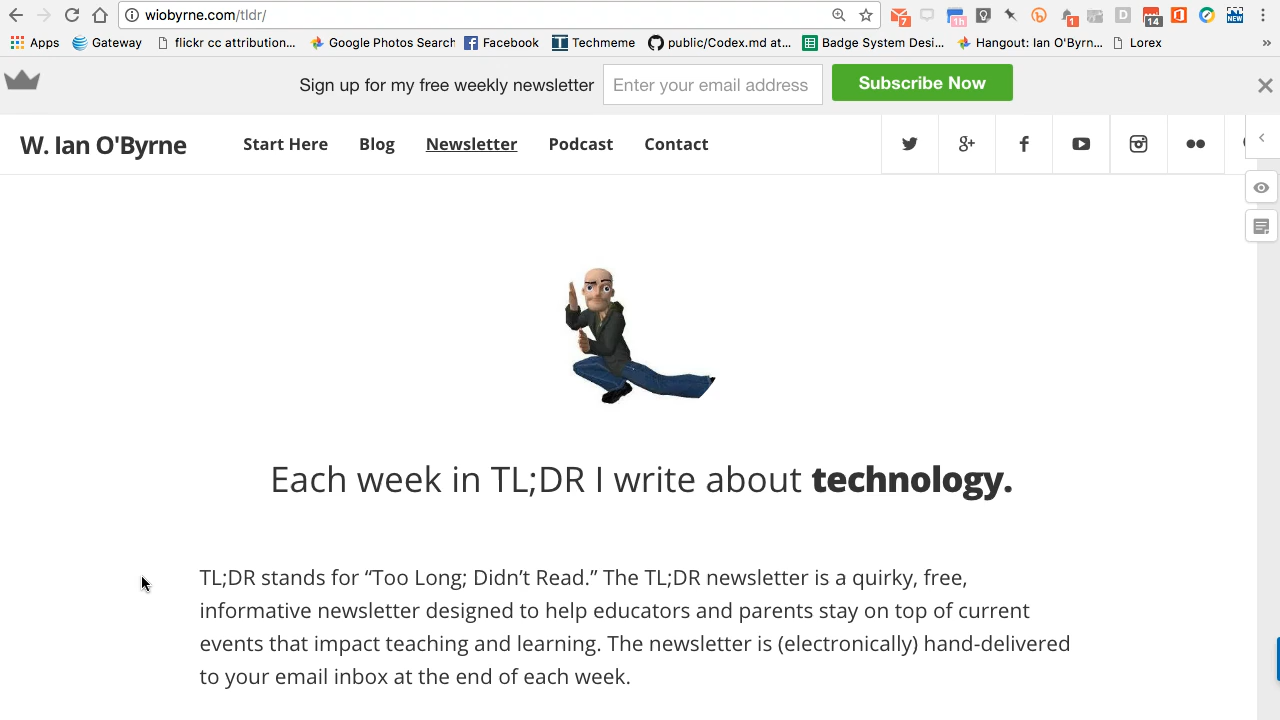 wiobyrne.com/tldr/
7
1h
1
D
14
NEW
Apps
Gateway
flickr cc attribution...
Google Photos Search
Facebook
Techmeme
public/Codex.md at...
Badge System Desi...
Hangout: Ian O'Byrn...
Lorex
»
Sign up for my free weekly newsletter
Enter your email address
Subscribe Now
W. Ian O'Byrne
Start Here
Blog
Newsletter
Podcast
Contact
Each week in TL;DR I write about technology.
TL;DR stands for “Too Long; Didn’t Read.” The TL;DR newsletter is a quirky, free,
informative newsletter designed to help educators and parents stay on top of current
events that impact teaching and learning. The newsletter is (electronically) hand-delivered
to your email inbox at the end of each week.